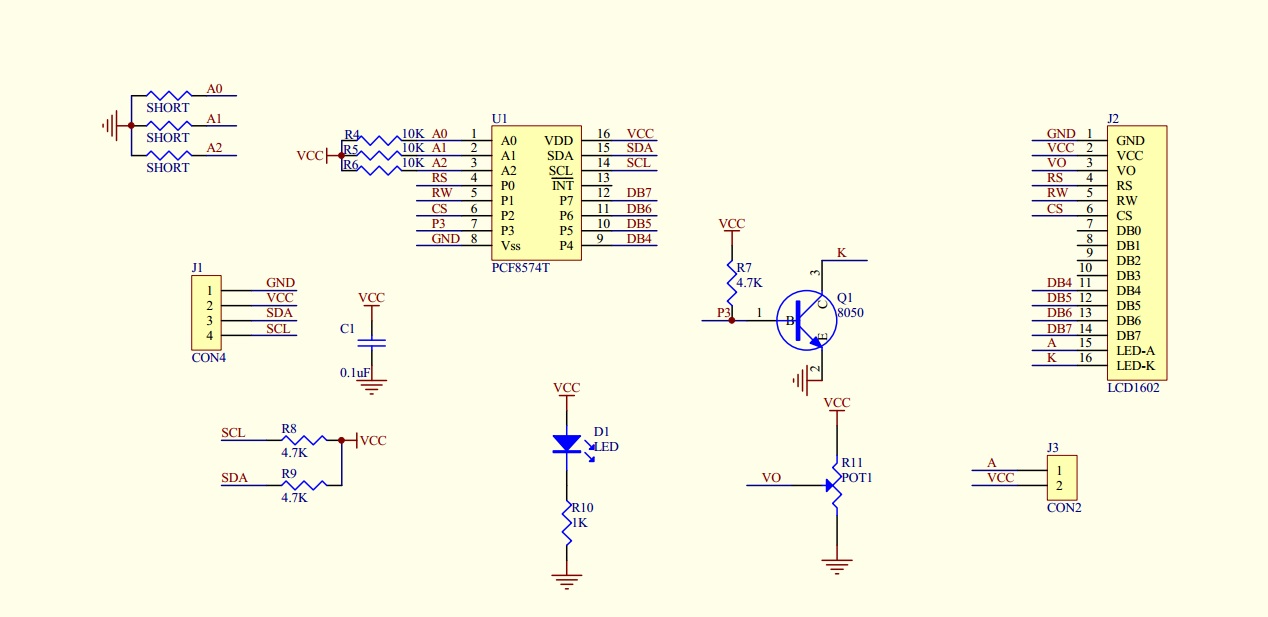 A0
SHORT
A1
SHORT
A2
SHORT
VCC
R4 10K A0 1
R5 10K A1 2
R6 10K A2 3
RS 4
RW 5
CS 6
P3 7
GND 8
U1
A0 VDD
A1 SDA
A2 SCL
P0 INT
P1 P7
P2 P6
P3 P5
Vss P4
PCF8574T
16 VCC
15 SDA
14 SCL
13
12 DB7
11 DB6
10 DB5
9 DB4
J2
GND 1 GND
VCC 2 VCC
VO 3 VO
RS 4 RS
RW 5 RW
CS 6 CS
7 DB0
8 DB1
9 DB2
10 DB3
DB4 11 DB4
DB5 12 DB5
DB6 13 DB6
DB7 14 DB7
A 15 LED-A
K 16 LED-K
LCD1602
J1
1 GND
2 VCC
3 SDA
4 SCL
CON4
VCC
C1
0.1uF
VCC
R7
4.7K
P3 1 B
K
3
C
Q1
8050
E
2
SCL R8 VCC
4.7K
SDA R9
4.7K
VCC
D1
LED
R10
1K
VCC
R11
VO POT1
J3
A 1
VCC 2
CON2